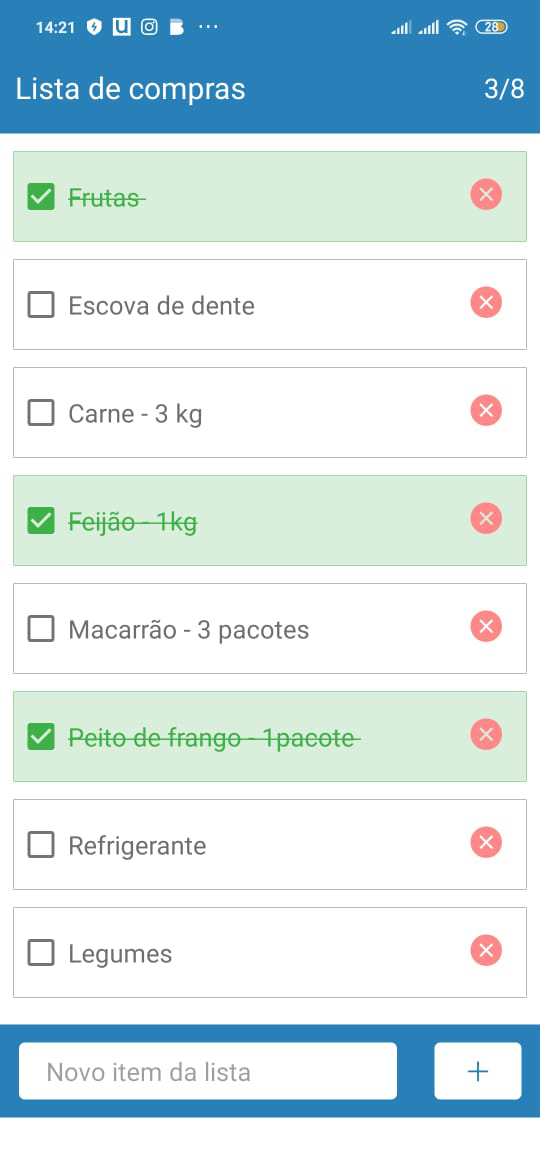 14:21 U B ... 28
Lista de compras 3/8
Frutas
Escova de dente
Carne - 3 kg
Feijão - 1kg
Macarrão - 3 pacotes
Peito de frango - 1pacote
Refrigerante
Legumes
Novo item da lista +